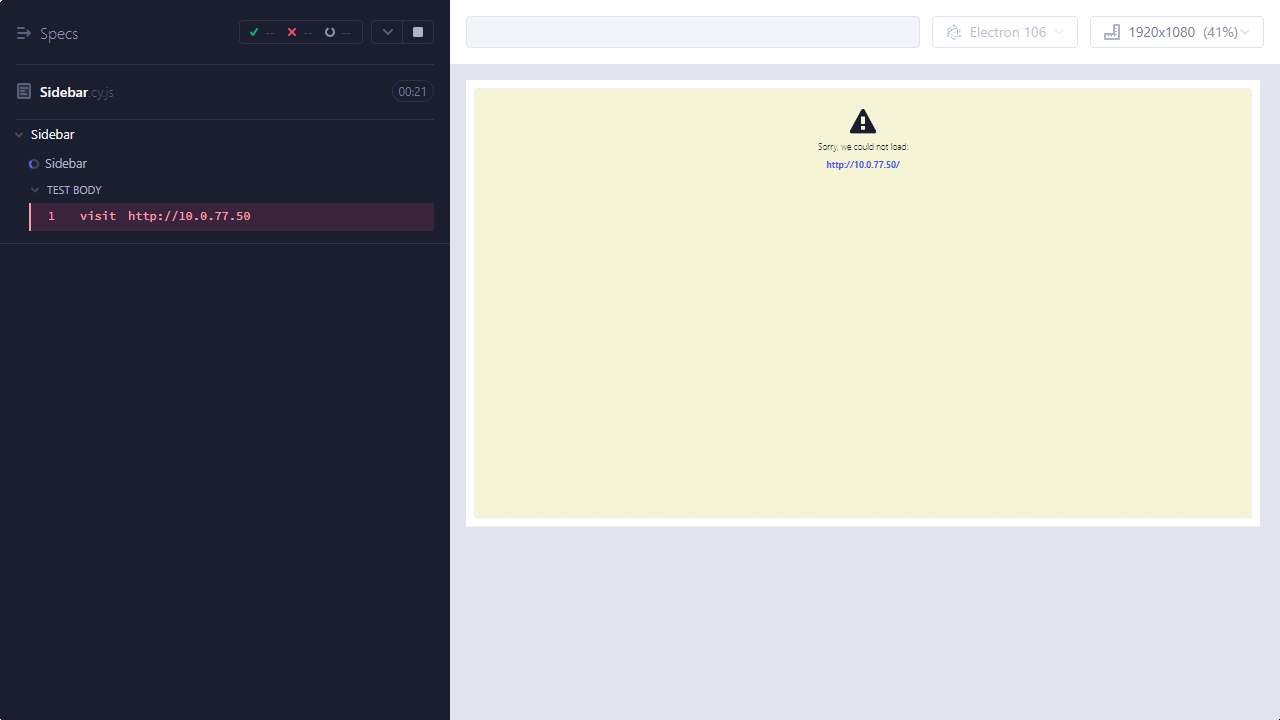 Specs
-- -- --
Sidebar.cy.js 00:21
Sidebar
Sidebar
TEST BODY
1 visit http://10.0.77.50
Electron 106
1920x1080 (41%)
Sorry, we could not load:
http://10.0.77.50/